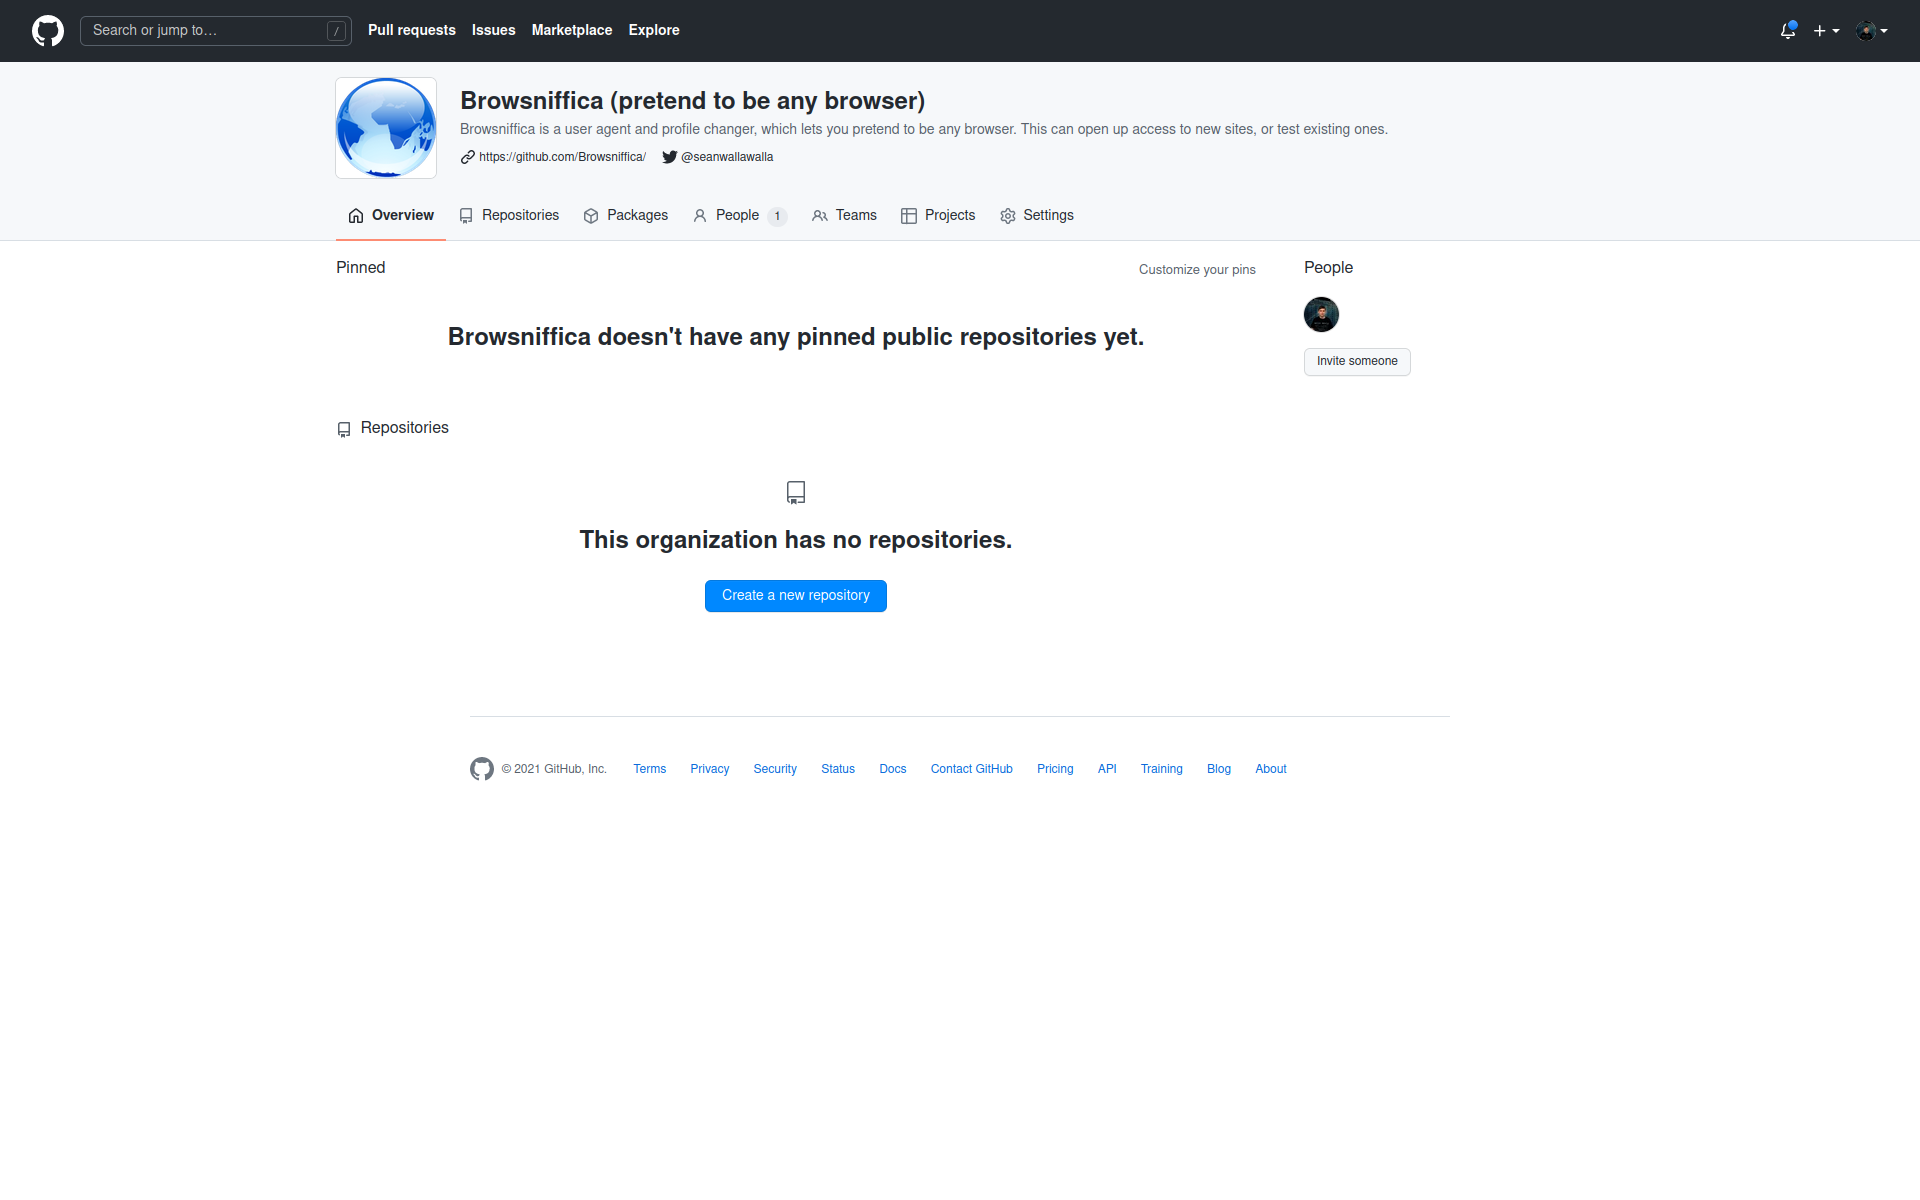 Search or jump to… / Pull requests Issues Marketplace Explore
Browsniffica (pretend to be any browser)
Browsniffica is a user agent and profile changer, which lets you pretend to be any browser. This can open up access to new sites, or test existing ones.
https://github.com/Browsniffica/ @seanwallawalla
Overview Repositories Packages People 1 Teams Projects Settings
Pinned Customize your pins
Browsniffica doesn't have any pinned public repositories yet.
People
Invite someone
Repositories
This organization has no repositories.
Create a new repository
© 2021 GitHub, Inc. Terms Privacy Security Status Docs Contact GitHub Pricing API Training Blog About